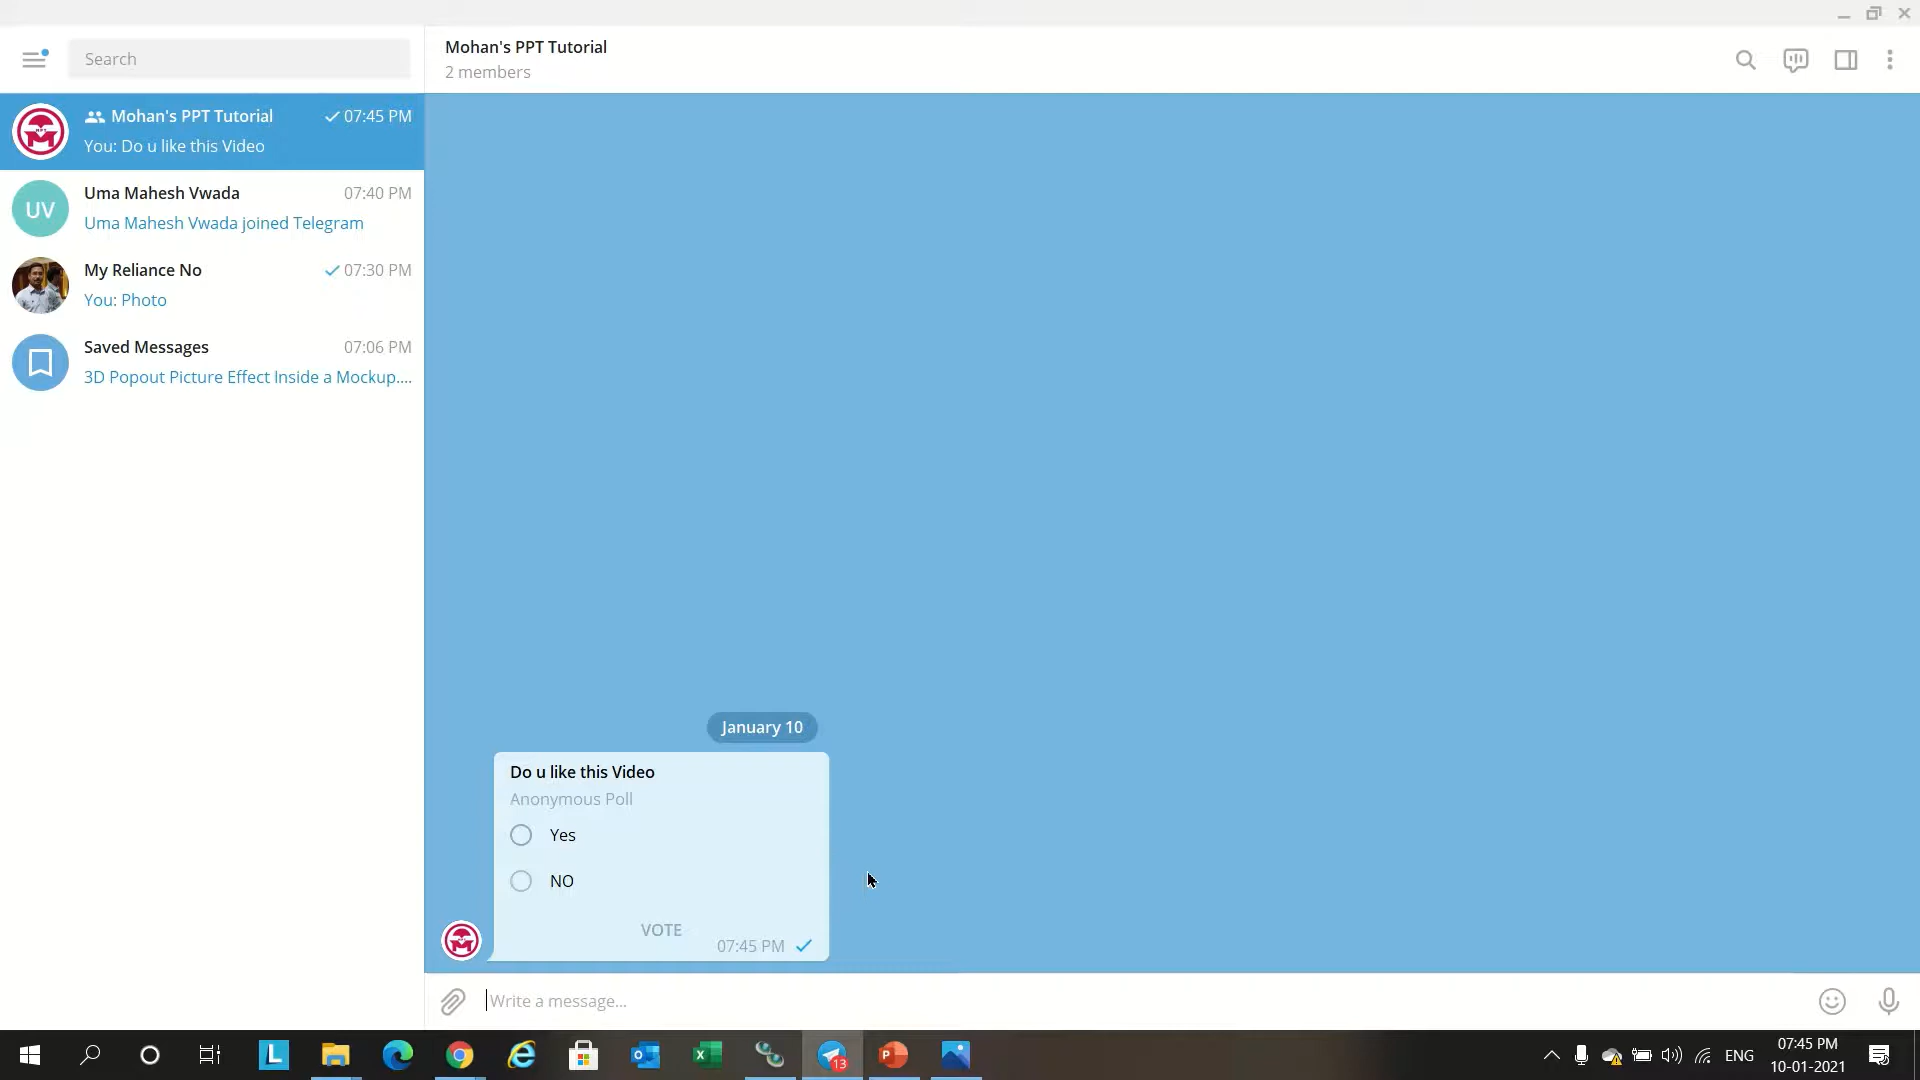 Search
Mohan's PPT Tutorial
2 members
Mohan's PPT Tutorial 07:45 PM
You: Do u like this Video
UV
Uma Mahesh Vwada 07:40 PM
Uma Mahesh Vwada joined Telegram
My Reliance No 07:30 PM
You: Photo
Saved Messages 07:06 PM
3D Popout Picture Effect Inside a Mockup....
January 10
Do u like this Video
Anonymous Poll
Yes
NO
VOTE
07:45 PM
Write a message...
L
13
ENG
07:45 PM
10-01-2021